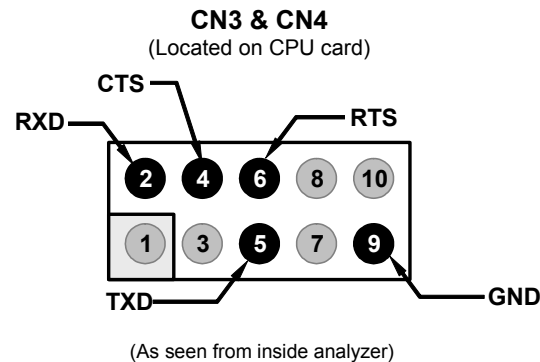 CN3 & CN4
(Located on CPU card)
CTS
RXD
RTS
2 4 6 8 10
1 3 5 7 9
TXD
GND
(As seen from inside analyzer)